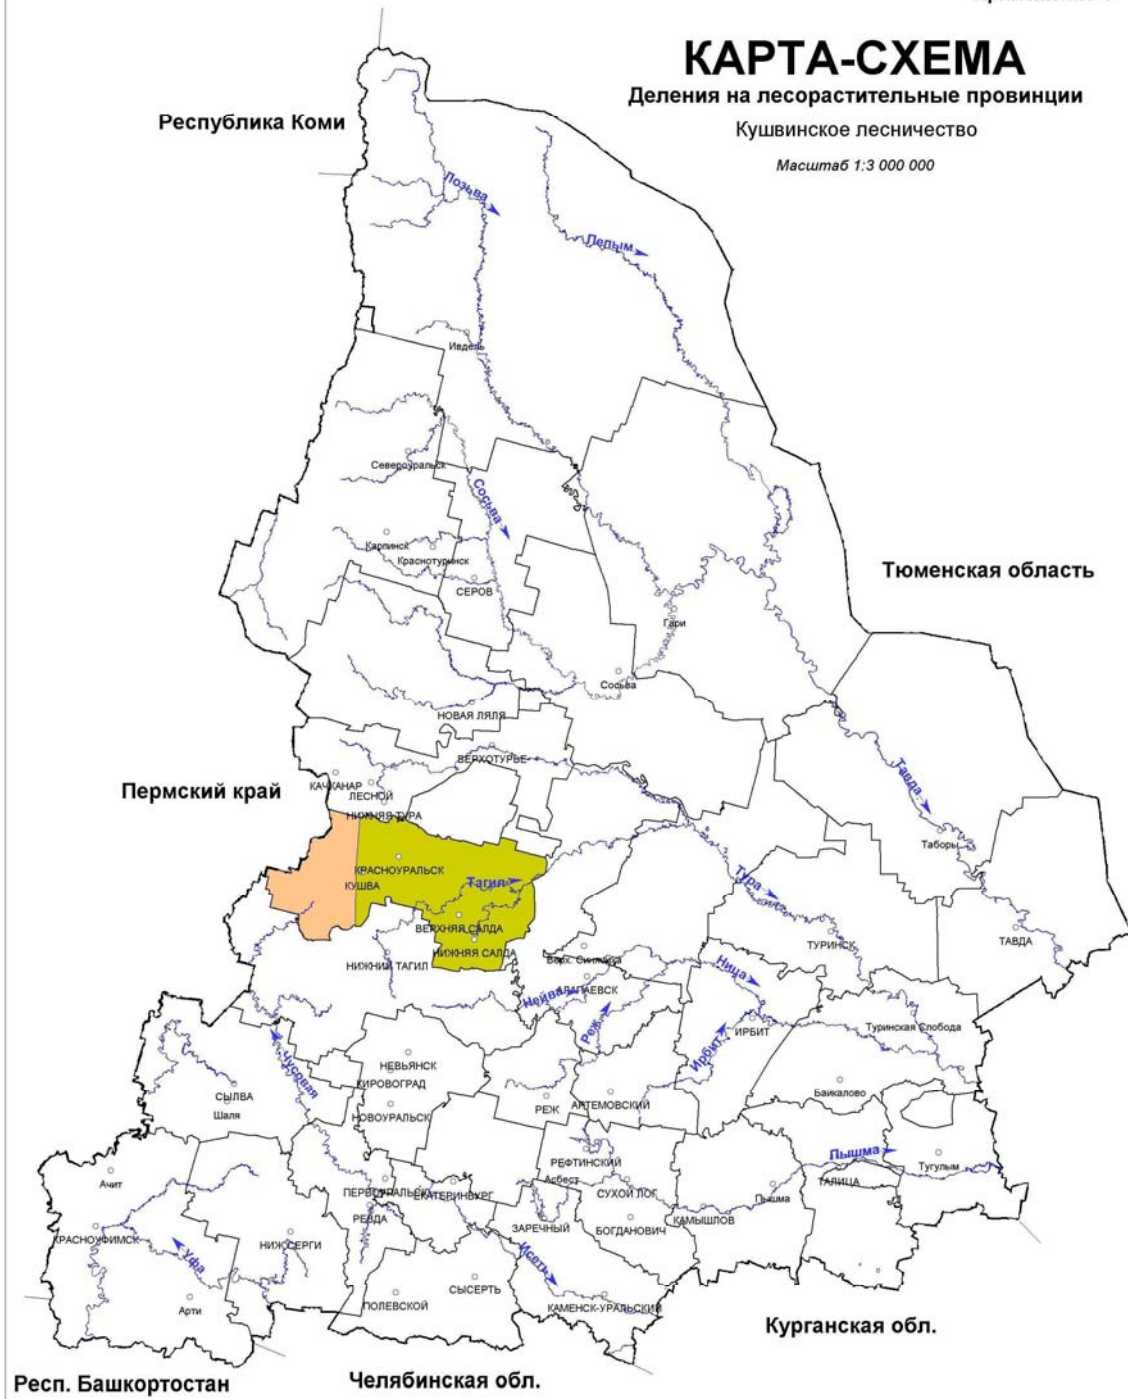 КАРТА-СХЕМА
Деления на лесорастительные провинции
Кушвинское лесничество
Масштаб 1:3 000 000
Республика Коми
Лозьва
Пелым
Ивдель
Североуральск
Сосьва
Карпинск
Краснотурьинск
СЕРОВ
Тюменская область
Гари
Сосьва
НОВАЯ ЛЯЛЯ
ВЕРХОТУРЬЕ
Тавда
Пермский край
КАЧКАНАР
ЛЕСНОЙ
НИЖНЯЯ ТУРА
Таборы
КРАСНОУРАЛЬСК
КУШВА
Тагил
Тура
ВЕРХНЯЯ САЛДА
НИЖНЯЯ САЛДА
ТУРИНСК
ТАВДА
НИЖНИЙ ТАГИЛ
Верх. Синячиха
АЛАПАЕВСК
Ница
Нейва
Реж
Ирбит
ИРБИТ
Туринская Слобода
Чусовая
НЕВЬЯНСК
КИРОВОГРАД
СЫЛВА
Шаля
НОВОУРАЛЬСК
РЕЖ
АРТЕМОВСКИЙ
Байкалово
РЕФТИНСКИЙ
Асбест
Пышма
Тугулым
Ачит
ПЕРВОУРАЛЬСК
ЕКАТЕРИНБУРГ
СУХОЙ ЛОГ
Пышма
ТАЛИЦА
РЕВДА
ЗАРЕЧНЫЙ
БОГДАНОВИЧ
КАМЫШЛОВ
КРАСНОУФИМСК
Уфа
НИЖ.СЕРГИ
Исеть
СЫСЕРТЬ
Арти
ПОЛЕВСКОЙ
КАМЕНСК-УРАЛЬСКИЙ
Курганская обл.
Респ. Башкортостан
Челябинская обл.